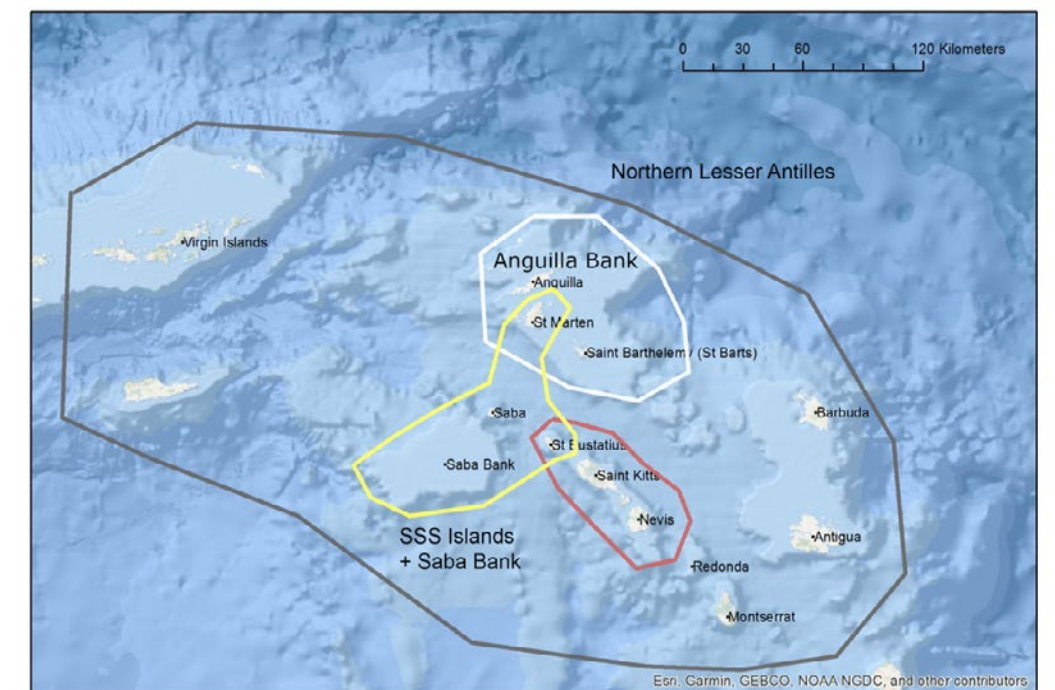 0 30 60 120 Kilometers
Northern Lesser Antilles
Virgin Islands
Anguilla Bank
Anguilla
St Marten
Saint Barthelemy (St Barts)
Saba
Barbuda
St Eustatius
Saba Bank
Saint Kitts
Nevis
SSS Islands
+ Saba Bank
Antigua
Redonda
Montserrat
Esri, Garmin, GEBCO, NOAA NGDC, and other contributors